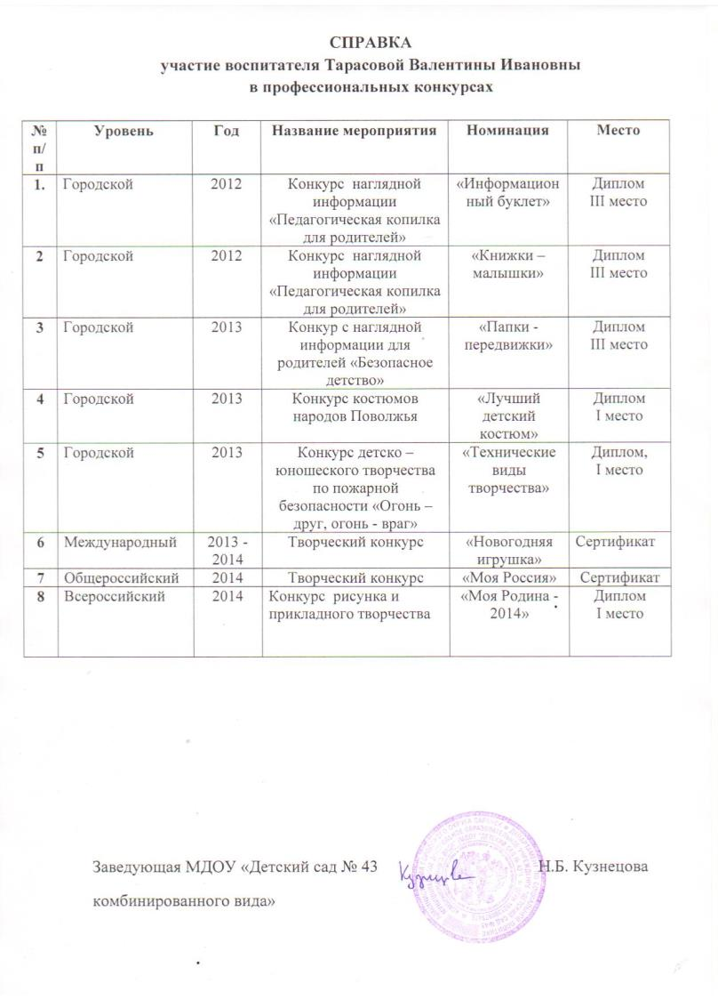 СПРАВКА
участие воспитателя Тарасовой Валентины Ивановны
в профессиональных конкурсах
№ п/п Уровень Год Название мероприятия Номинация Место
1. Городской 2012 Конкурс наглядной информации «Педагогическая копилка для родителей» «Информацион ный буклет» Диплом III место
2 Городской 2012 Конкурс наглядной информации «Педагогическая копилка для родителей» «Книжки – малышки» Диплом III место
3 Городской 2013 Конкур с наглядной информации для родителей «Безопасное детство» «Папки - передвижки» Диплом III место
4 Городской 2013 Конкурс костюмов народов Поволжья «Лучший детский костюм» Диплом I место
5 Городской 2013 Конкурс детско – юношеского творчества по пожарной безопасности «Огонь – друг, огонь - враг» «Технические виды творчества» Диплом, I место
6 Международный 2013 - 2014 Творческий конкурс «Новогодняя игрушка» Сертификат
7 Общероссийский 2014 Творческий конкурс «Моя Россия» Сертификат
8 Всероссийский 2014 Конкурс рисунка и прикладного творчества «Моя Родина - 2014» Диплом I место
Заведующая МДОУ «Детский сад № 43 Н.Б. Кузнецова
комбинированного вида»